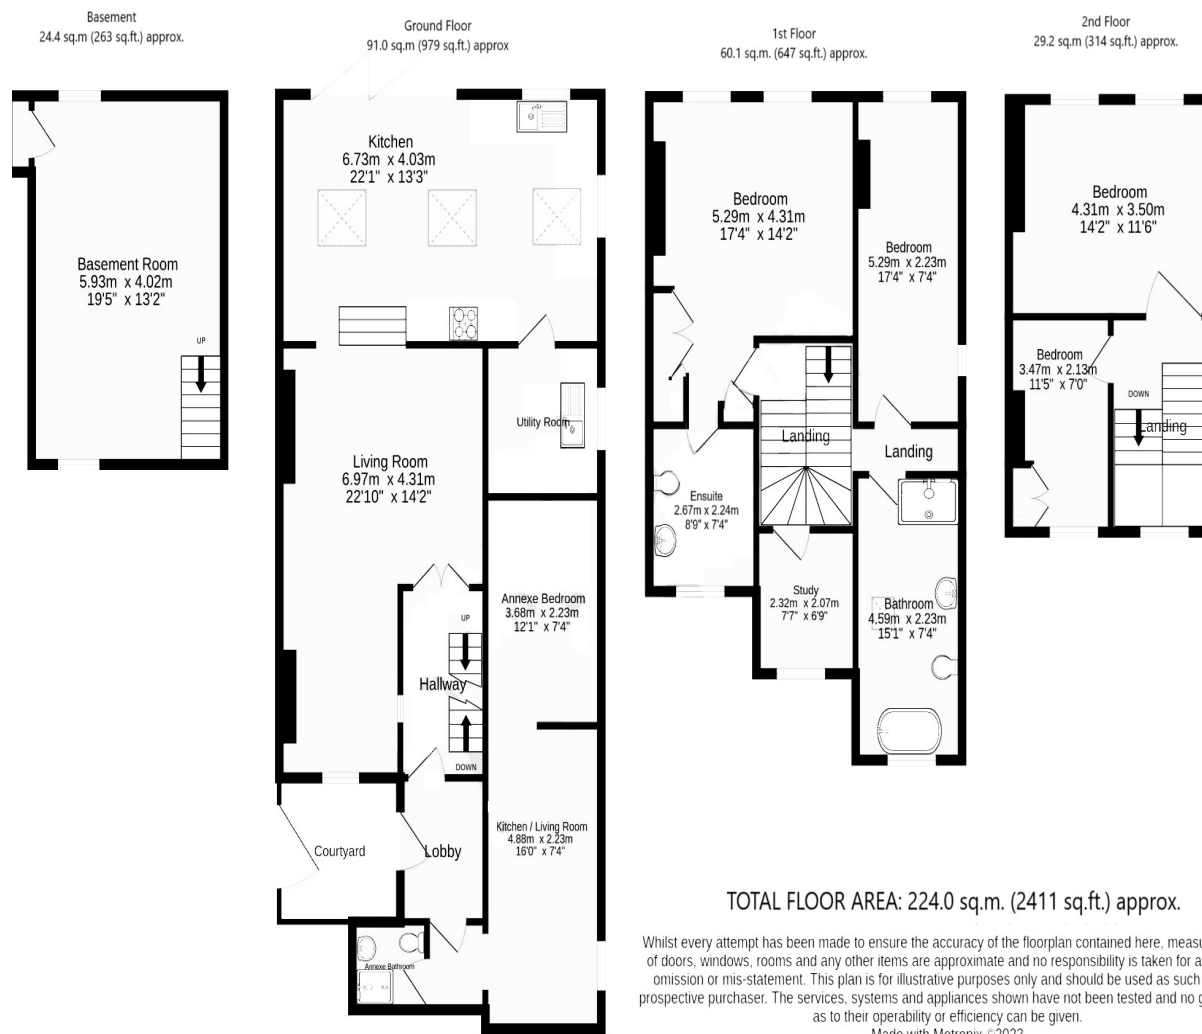 Basement
24.4 sq.m (263 sq.ft.) approx.
Ground Floor
91.0 sq.m (979 sq.ft.) approx
1st Floor
60.1 sq.m. (647 sq.ft.) approx.
2nd Floor
29.2 sq.m (314 sq.ft.) approx.
Basement Room
5.93m x 4.02m
19'5" x 13'2"
UP
Kitchen
6.73m x 4.03m
22'1" x 13'3"
Utility Room
Living Room
6.97m x 4.31m
22'10" x 14'2"
Annexe Bedroom
3.68m x 2.23m
12'1" x 7'4"
UP
Hallway
DOWN
Kitchen / Living Room
4.88m x 2.23m
16'0" x 7'4"
Courtyard
Lobby
Annexe Bathroom
Bedroom
5.29m x 4.31m
17'4" x 14'2"
Bedroom
5.29m x 2.23m
17'4" x 7'4"
Landing
Landing
Ensuite
2.67m x 2.24m
8'9" x 7'4"
Study
2.32m x 2.07m
7'7" x 6'9"
Bathroom
4.59m x 2.23m
15'1" x 7'4"
Bedroom
4.31m x 3.50m
14'2" x 11'6"
Bedroom
3.47m x 2.13m
11'5" x 7'0"
DOWN
Landing
TOTAL FLOOR AREA: 224.0 sq.m. (2411 sq.ft.) approx.
Whilst every attempt has been made to ensure the accuracy of the floorplan contained here, measu
of doors, windows, rooms and any other items are approximate and no responsibility is taken for a
omission or mis-statement. This plan is for illustrative purposes only and should be used as such
prospective purchaser. The services, systems and appliances shown have not been tested and no g
as to their operability or efficiency can be given.
Made with Metropix ©2023